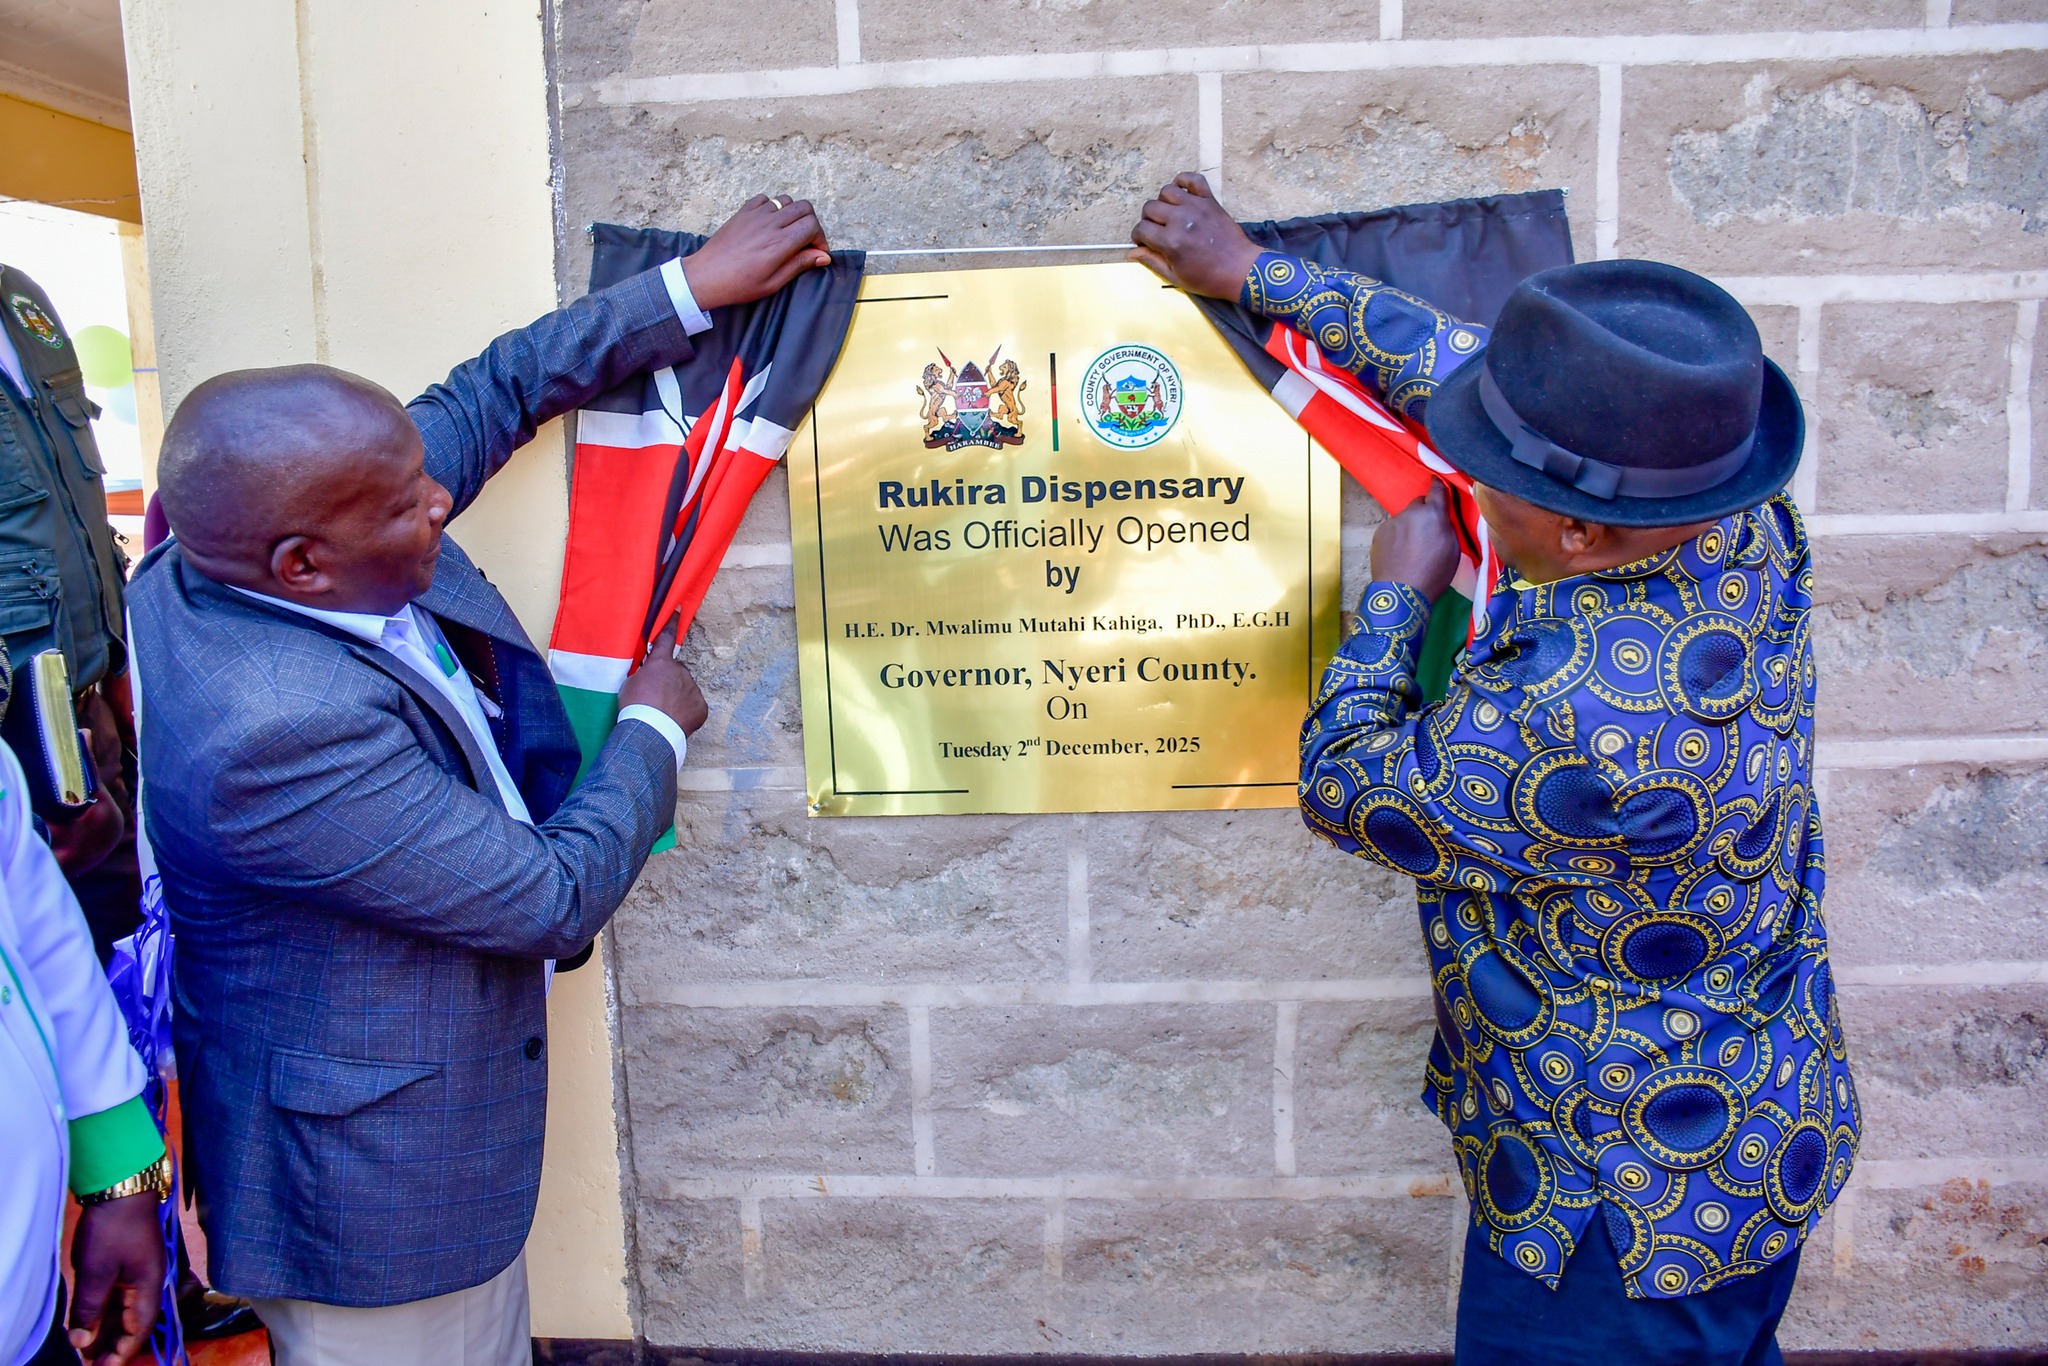 HARAMBEE
COUNTY GOVERNMENT OF NYERI
Rukira Dispensary
Was Officially Opened
by
H.E. Dr. Mwalimu Mutahi Kahiga, PhD., E.G.H
Governor, Nyeri County.
On
Tuesday 2nd December, 2025